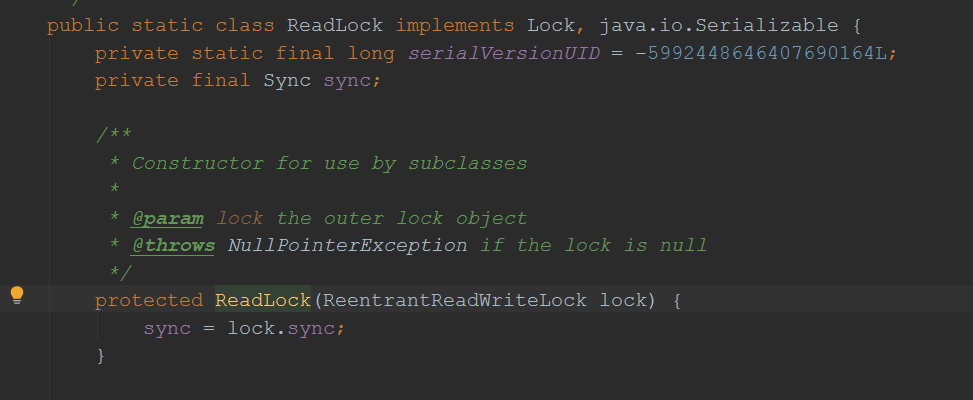 /
public static class ReadLock implements Lock, java.io.Serializable {
private static final long serialVersionUID = -5992448646407690164L;
private final Sync sync;
/**
* Constructor for use by subclasses
*
* @param lock the outer lock object
* @throws NullPointerException if the lock is null
*/
protected ReadLock(ReentrantReadWriteLock lock) {
sync = lock.sync;
}